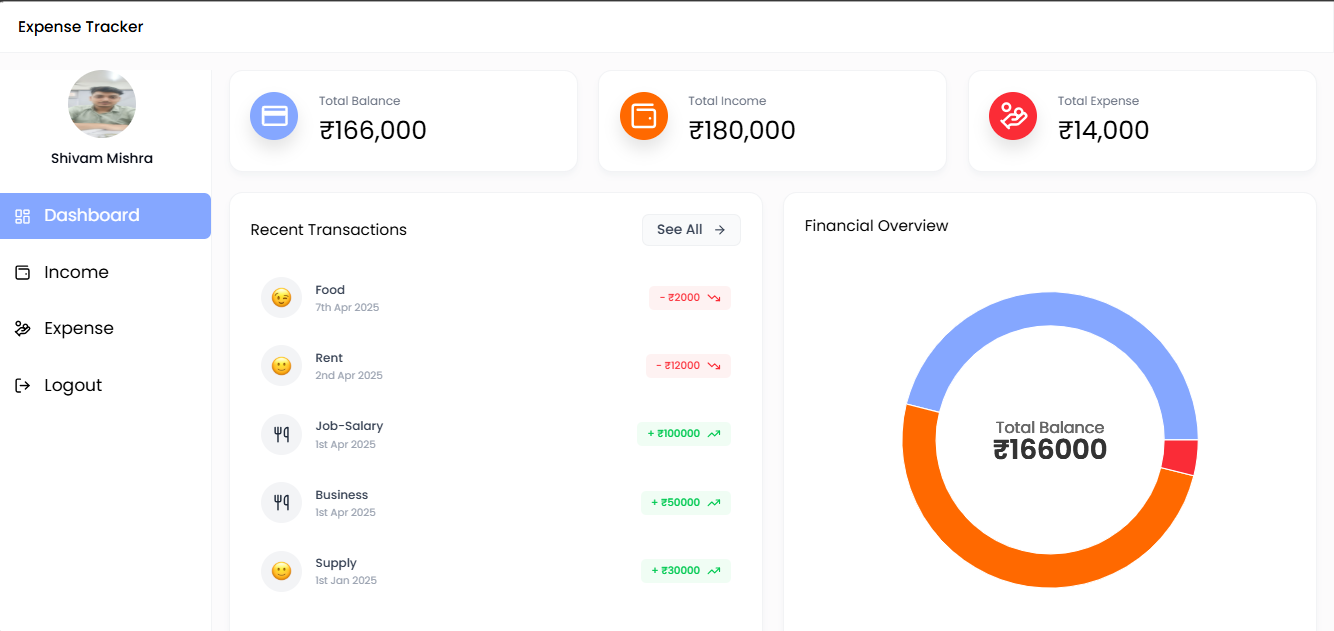 Expense Tracker
Shivam Mishra
Dashboard
Income
Expense
Logout
Total Balance
₹166,000
Total Income
₹180,000
Total Expense
₹14,000
Recent Transactions
See All
Food
7th Apr 2025
- ₹2000
Rent
2nd Apr 2025
- ₹12000
Job-Salary
1st Apr 2025
+ ₹100000
Business
1st Apr 2025
+ ₹50000
Supply
1st Jan 2025
+ ₹30000
Financial Overview
Total Balance
₹166000